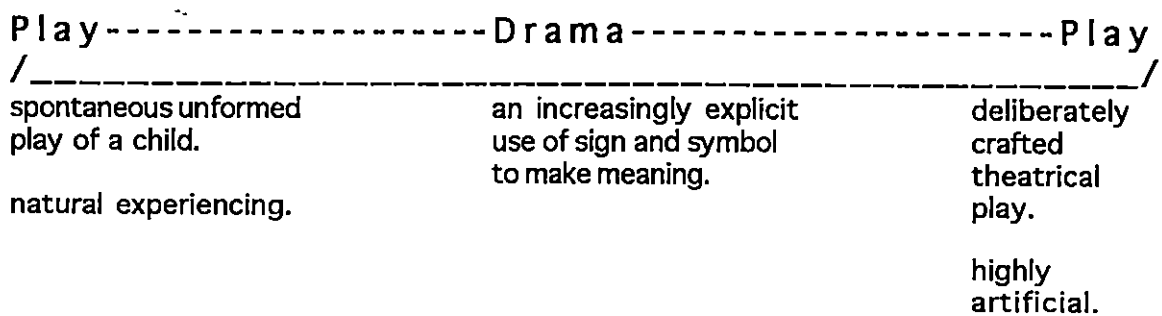 Play-------------------Drama----------------------Play
/__________________________________________/
spontaneous unformed
play of a child.
natural experiencing.
an increasingly explicit
use of sign and symbol
to make meaning.
deliberately
crafted
theatrical
play.
highly
artificial.